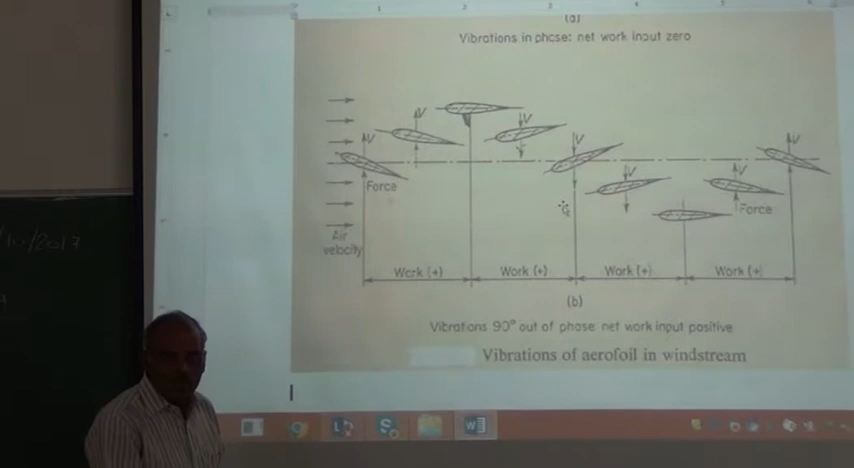 (a)
Vibrations in phase: net work input zero
V
V
V
V
V
V
V
Force
Force
Air
velocity
Work (+)
Work (+)
Work (+)
Work (+)
(b)
Vibrations 90° out of phase: net work input positive
Vibrations of aerofoil in windstream